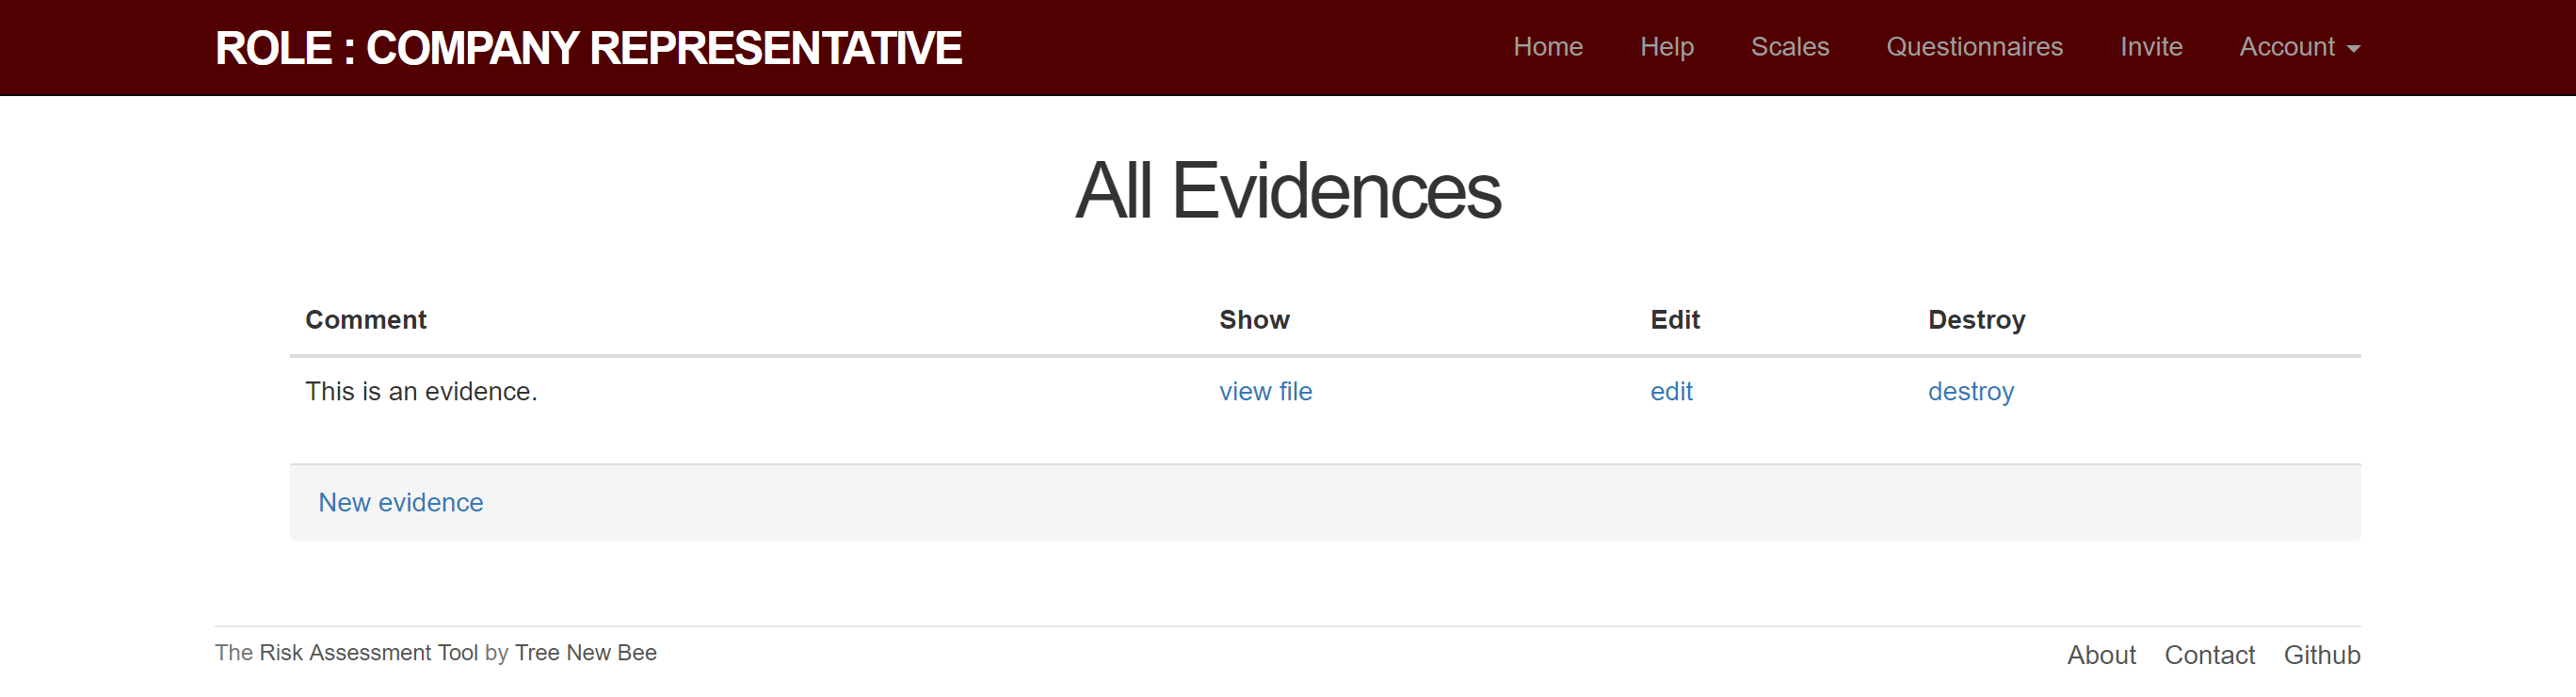 ROLE : COMPANY REPRESENTATIVE Home Help Scales Questionnaires Invite Account
All Evidences
Comment Show Edit Destroy
This is an evidence. view file edit destroy
New evidence
The Risk Assessment Tool by Tree New Bee About Contact Github